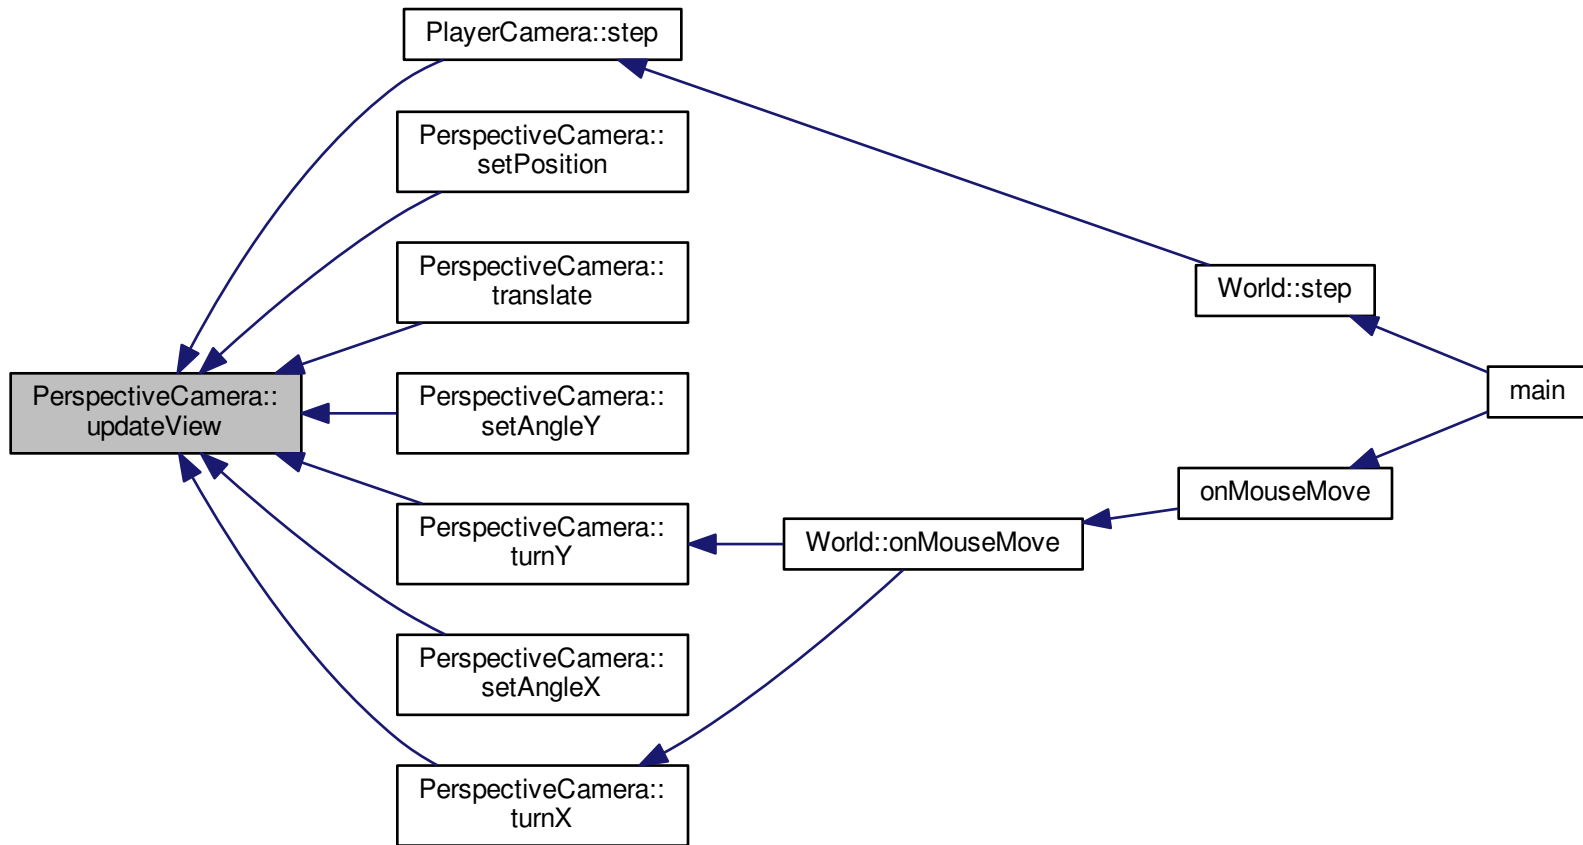 PlayerCamera::step
PerspectiveCamera::
setPosition
PerspectiveCamera::
translate
World::step
PerspectiveCamera::
updateView
PerspectiveCamera::
setAngleY
main
onMouseMove
PerspectiveCamera::
turnY
World::onMouseMove
PerspectiveCamera::
setAngleX
PerspectiveCamera::
turnX